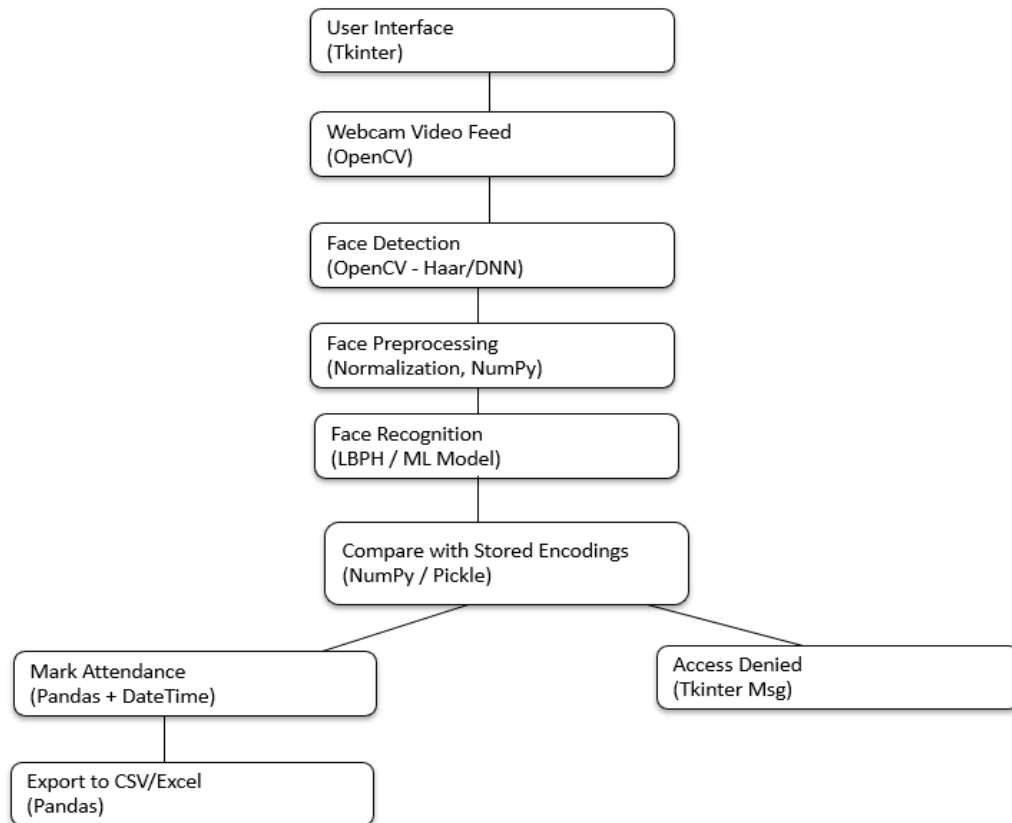 User Interface
(Tkinter)
Webcam Video Feed
(OpenCV)
Face Detection
(OpenCV - Haar/DNN)
Face Preprocessing
(Normalization, NumPy)
Face Recognition
(LBPH / ML Model)
Compare with Stored Encodings
(NumPy / Pickle)
Mark Attendance
(Pandas + DateTime)
Access Denied
(Tkinter Msg)
Export to CSV/Excel
(Pandas)